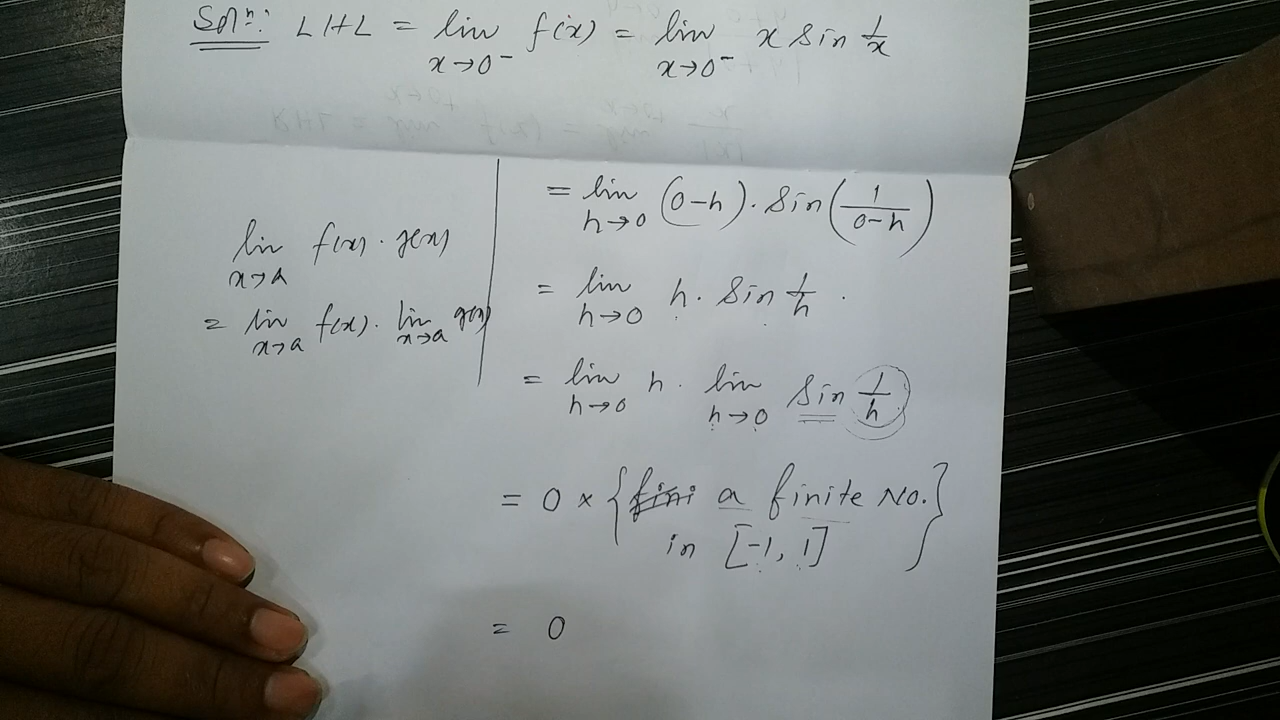 Solⁿ: LHL = lim f(x) = lim x sin 1/x
x→0⁻ x→0⁻
= lim (0-h). sin(1/0-h)
h→0
lim f(x) · g(x)
x→a
= lim f(x) · lim g(x)
x→a x→a
= lim h. sin 1/h .
h→0
= lim h. lim sin 1/h
h→0 h→0
= 0 × { a finite No. }
in [-1, 1]
= 0